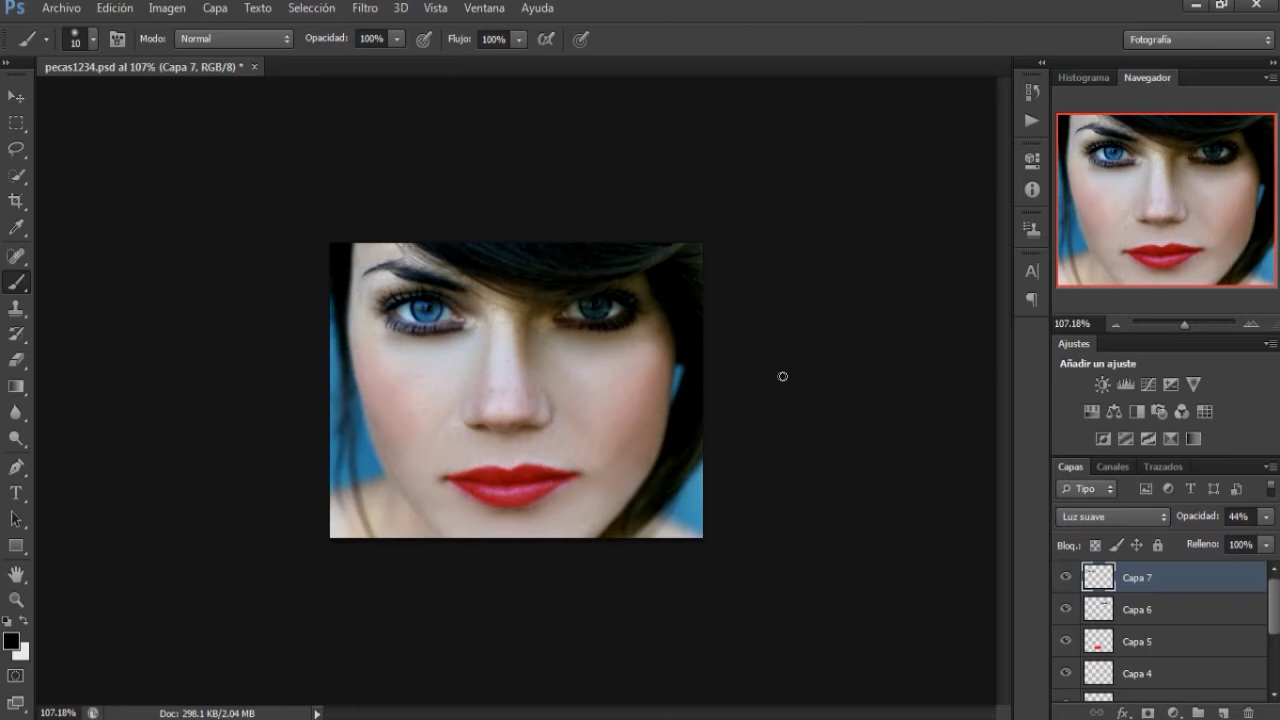 Ps Archivo Edición Imagen Capa Texto Selección Filtro 3D Vista Ventana Ayuda
10 Modo: Normal Opacidad: 100% Flujo: 100% Fotografía
pecas1234.psd al 107% (Capa 7, RGB/8) * ×
Histograma Navegador
107.18%
Ajustes
Añadir un ajuste
Capas Canales Trazados
Tipo
Luz suave Opacidad: 44%
Bloq.: Relleno: 100%
Capa 7
Capa 6
Capa 5
Capa 4
fx
107.18% Doc: 298.1 KB/2.04 MB